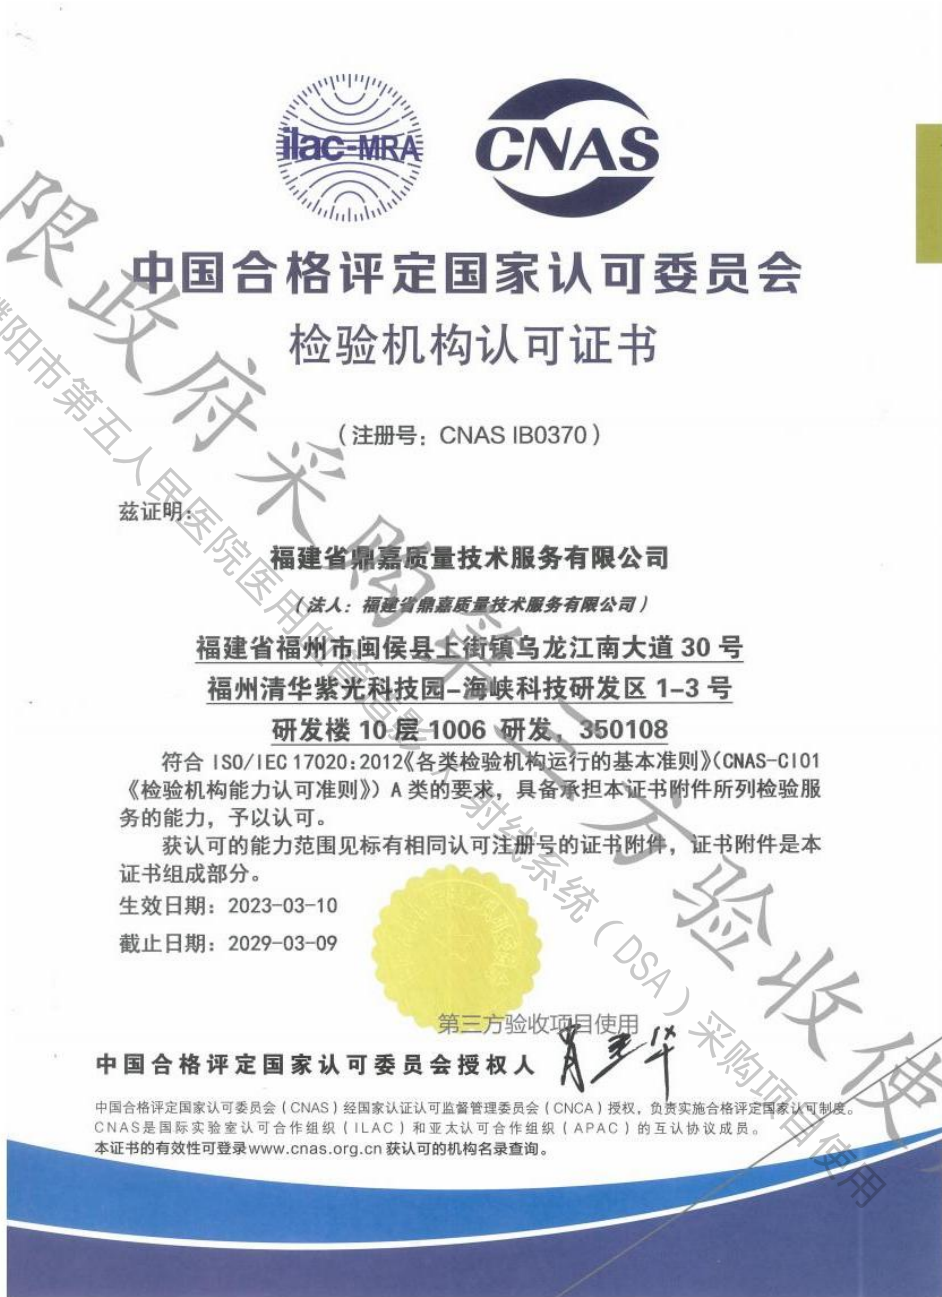 ilac-MRA
CNAS
中国合格评定国家认可委员会
检验机构认可证书
（注册号：CNAS IB0370）
兹证明：
福建省鼎嘉质量技术服务有限公司
（法人：福建省鼎嘉质量技术服务有限公司）
福建省福州市闽侯县上街镇乌龙江南大道 30 号
福州清华紫光科技园-海峡科技研发区 1-3 号
研发楼 10 层 1006 研发、350108
符合 ISO/IEC 17020:2012《各类检验机构运行的基本准则》（CNAS-CI01
《检验机构能力认可准则》）A 类的要求，具备承担本证书附件所列检验服
务的能力，予以认可。
获认可的能力范围见标有相同认可注册号的证书附件，证书附件是本
证书组成部分。
生效日期：2023-03-10
截止日期：2029-03-09
第三方验收项目使用
中国合格评定国家认可委员会授权人
中国合格评定国家认可委员会（CNAS）经国家认证认可监督管理委员会（CNCA）授权，负责实施合格评定国家认可制度。
CNAS是国际实验室认可合作组织（ILAC）和亚太认可合作组织（APAC）的互认协议成员。
本证书的有效性可登录www.cnas.org.cn 获认可的机构名录查询。
限政府采购第三方验收使
濮阳市第五人民医院医用血管造影X射线系统（DSA）采购项目使用